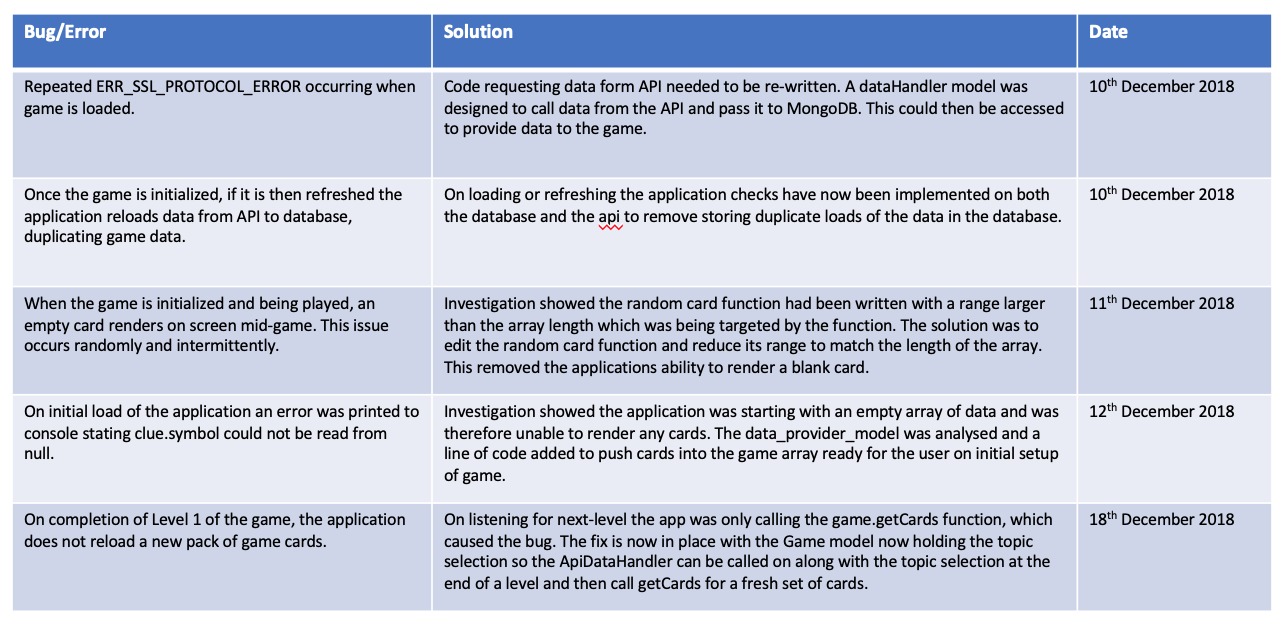 Bug/Error
Solution
Date
Repeated ERR_SSL_PROTOCOL_ERROR occurring when
game is loaded.
Code requesting data form API needed to be re-written. A dataHandler model was
designed to call data from the API and pass it to MongoDB. This could then be accessed
to provide data to the game.
10th December 2018
Once the game is initialized, if it is then refreshed the
application reloads data from API to database,
duplicating game data.
On loading or refreshing the application checks have now been implemented on both
the database and the api to remove storing duplicate loads of the data in the database.
10th December 2018
When the game is initialized and being played, an
empty card renders on screen mid-game. This issue
occurs randomly and intermittently.
Investigation showed the random card function had been written with a range larger
than the array length which was being targeted by the function. The solution was to
edit the random card function and reduce its range to match the length of the array.
This removed the applications ability to render a blank card.
11th December 2018
On initial load of the application an error was printed to
console stating clue.symbol could not be read from
null.
Investigation showed the application was starting with an empty array of data and was
therefore unable to render any cards. The data_provider_model was analysed and a
line of code added to push cards into the game array ready for the user on initial setup
of game.
12th December 2018
On completion of Level 1 of the game, the application
does not reload a new pack of game cards.
On listening for next-level the app was only calling the game.getCards function, which
caused the bug. The fix is now in place with the Game model now holding the topic
selection so the ApiDataHandler can be called on along with the topic selection at the
end of a level and then call getCards for a fresh set of cards.
18th December 2018